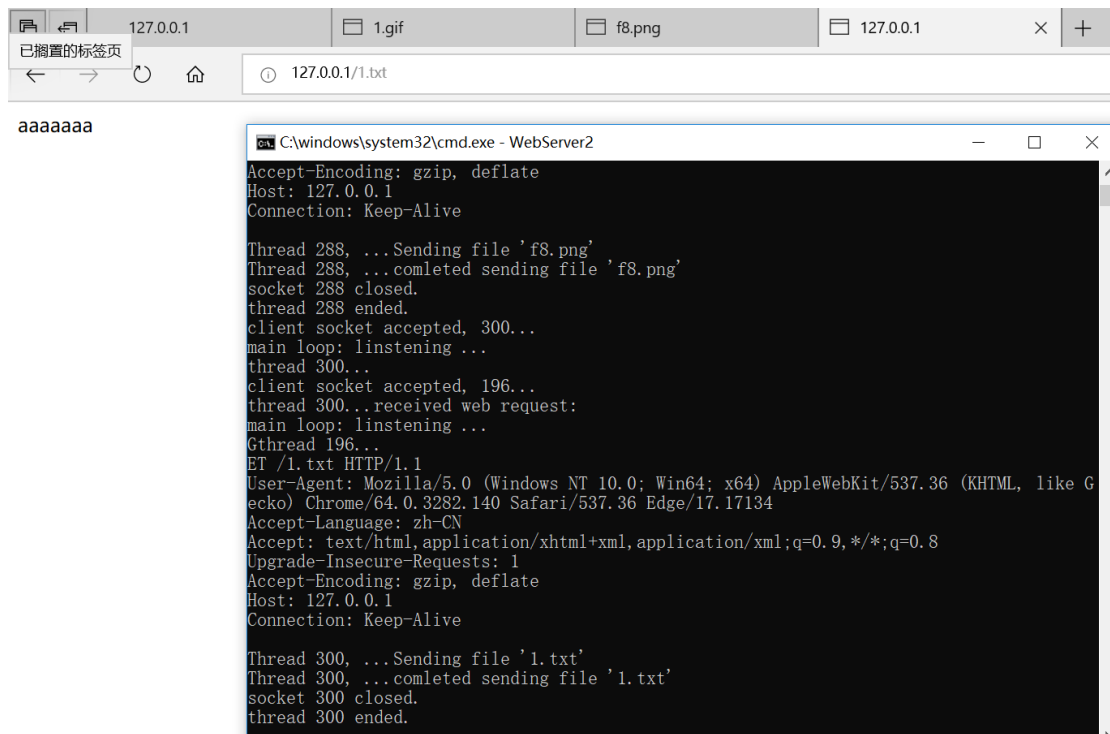 127.0.0.1
1.gif
f8.png
127.0.0.1
已搁置的标签页
127.0.0.1/1.txt
aaaaaaa
C:\windows\system32\cmd.exe - WebServer2
Accept-Encoding: gzip, deflate
Host: 127.0.0.1
Connection: Keep-Alive
Thread 288, ...Sending file 'f8.png'
Thread 288, ...comleted sending file 'f8.png'
socket 288 closed.
thread 288 ended.
client socket accepted, 300...
main loop: linstening ...
thread 300...
client socket accepted, 196...
thread 300...received web request:
main loop: linstening ...
Gthread 196...
ET /1.txt HTTP/1.1
User-Agent: Mozilla/5.0 (Windows NT 10.0; Win64; x64) AppleWebKit/537.36 (KHTML, like G
ecko) Chrome/64.0.3282.140 Safari/537.36 Edge/17.17134
Accept-Language: zh-CN
Accept: text/html,application/xhtml+xml,application/xml;q=0.9,*/*;q=0.8
Upgrade-Insecure-Requests: 1
Accept-Encoding: gzip, deflate
Host: 127.0.0.1
Connection: Keep-Alive
Thread 300, ...Sending file '1.txt'
Thread 300, ...comleted sending file '1.txt'
socket 300 closed.
thread 300 ended.